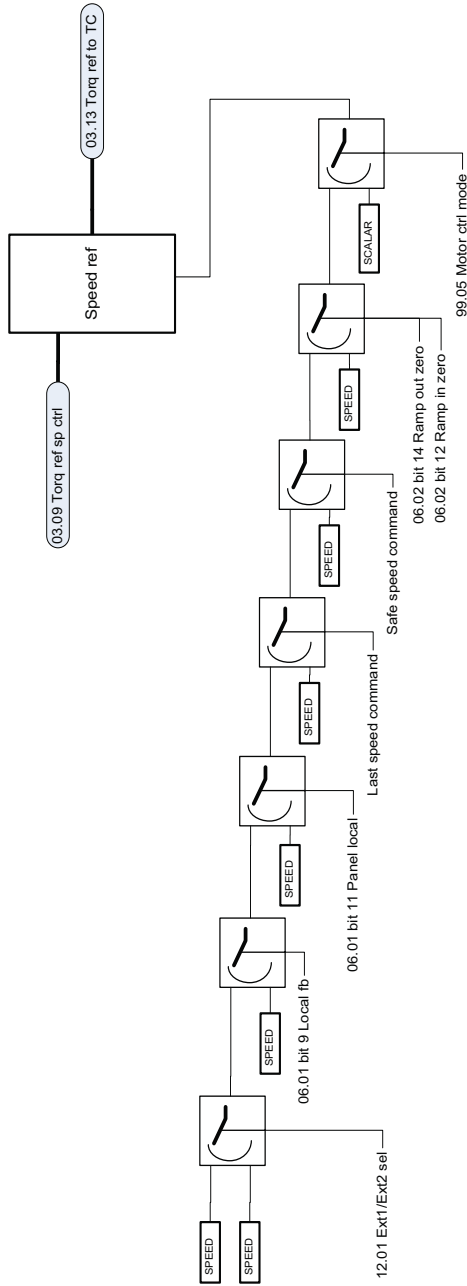 03.09 Torq ref sp ctrl
Speed ref
03.13 Torq ref to TC
SPEED
SPEED
12.01 Ext1/Ext2 sel
SPEED
06.01 bit 9 Local fb
SPEED
06.01 bit 11 Panel local
SPEED
Last speed command
SPEED
Safe speed command
SPEED
06.02 bit 14 Ramp out zero
06.02 bit 12 Ramp in zero
SCALAR
99.05 Motor ctrl mode